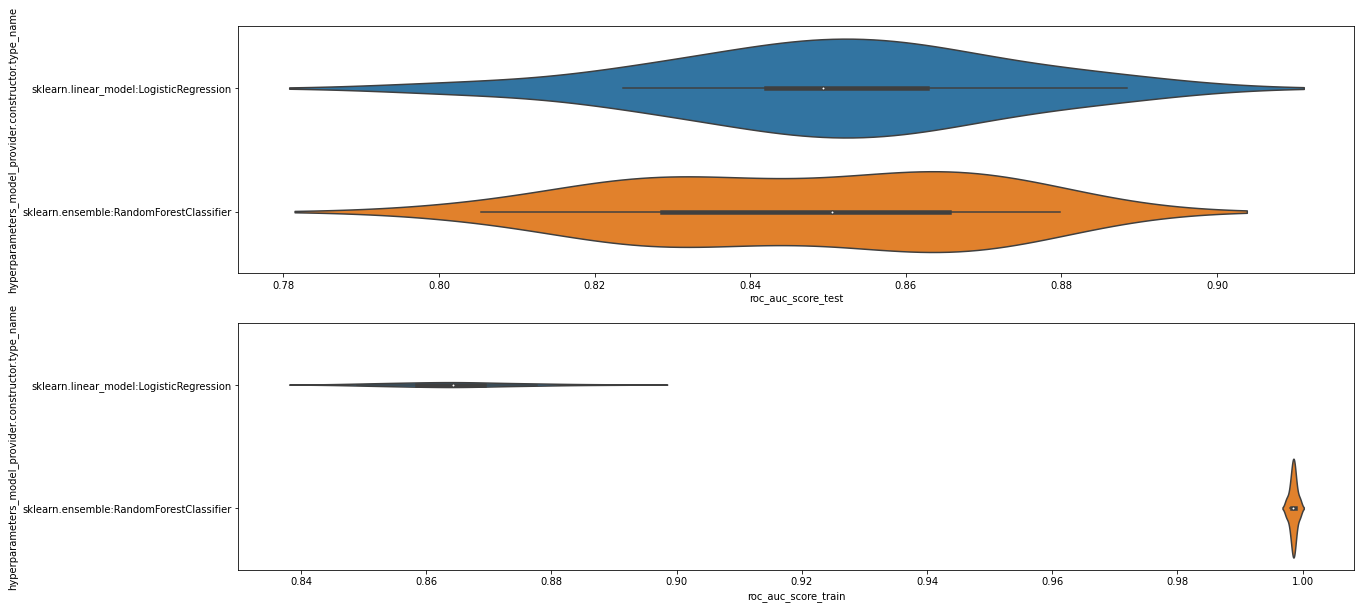 hyperparameters_model_provider.constructor.type_name
sklearn.linear_model:LogisticRegression
sklearn.ensemble:RandomForestClassifier
0.78 0.80 0.82 0.84 0.86 0.88 0.90
roc_auc_score_test
hyperparameters_model_provider.constructor.type_name
sklearn.linear_model:LogisticRegression
sklearn.ensemble:RandomForestClassifier
0.84 0.86 0.88 0.90 0.92 0.94 0.96 0.98 1.00
roc_auc_score_train